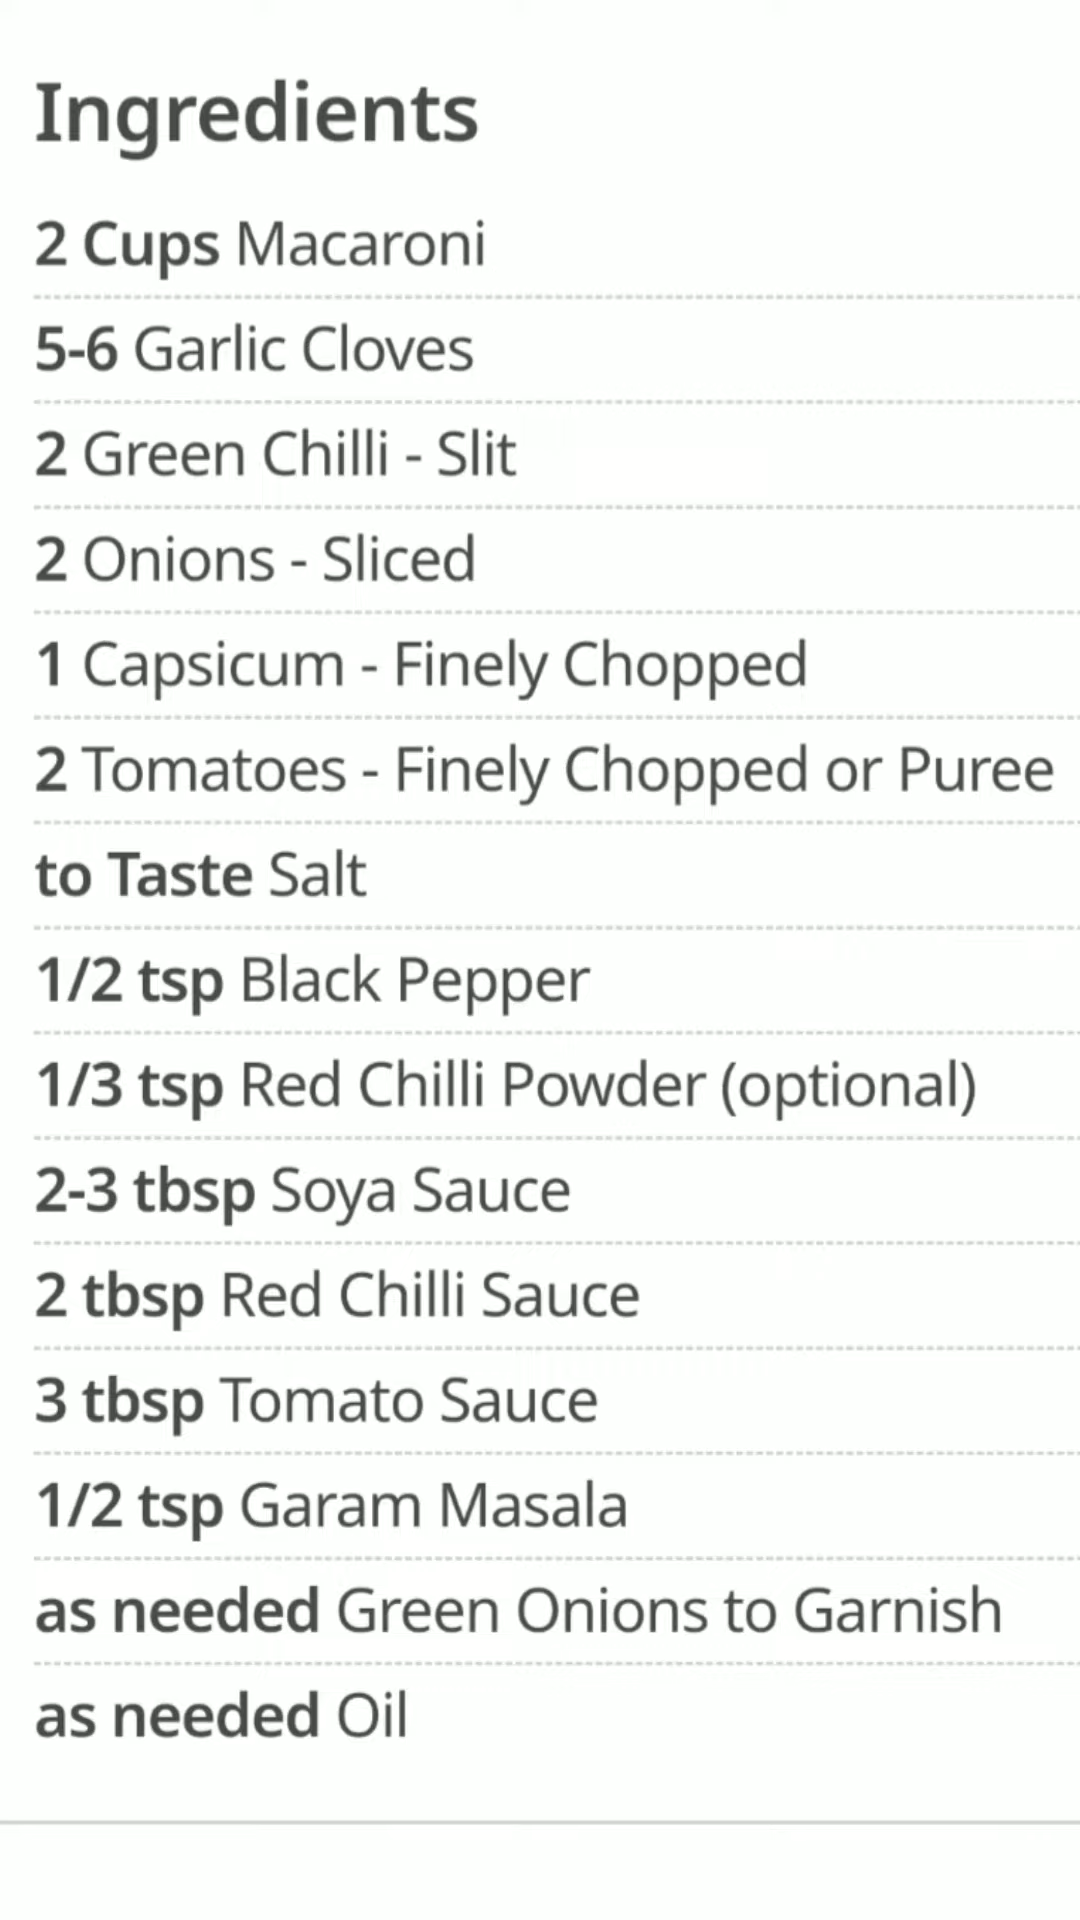 Ingredients
2 Cups Macaroni
5-6 Garlic Cloves
2 Green Chilli - Slit
2 Onions - Sliced
1 Capsicum - Finely Chopped
2 Tomatoes - Finely Chopped or Puree
to Taste Salt
1/2 tsp Black Pepper
1/3 tsp Red Chilli Powder (optional)
2-3 tbsp Soya Sauce
2 tbsp Red Chilli Sauce
3 tbsp Tomato Sauce
1/2 tsp Garam Masala
as needed Green Onions to Garnish
as needed Oil